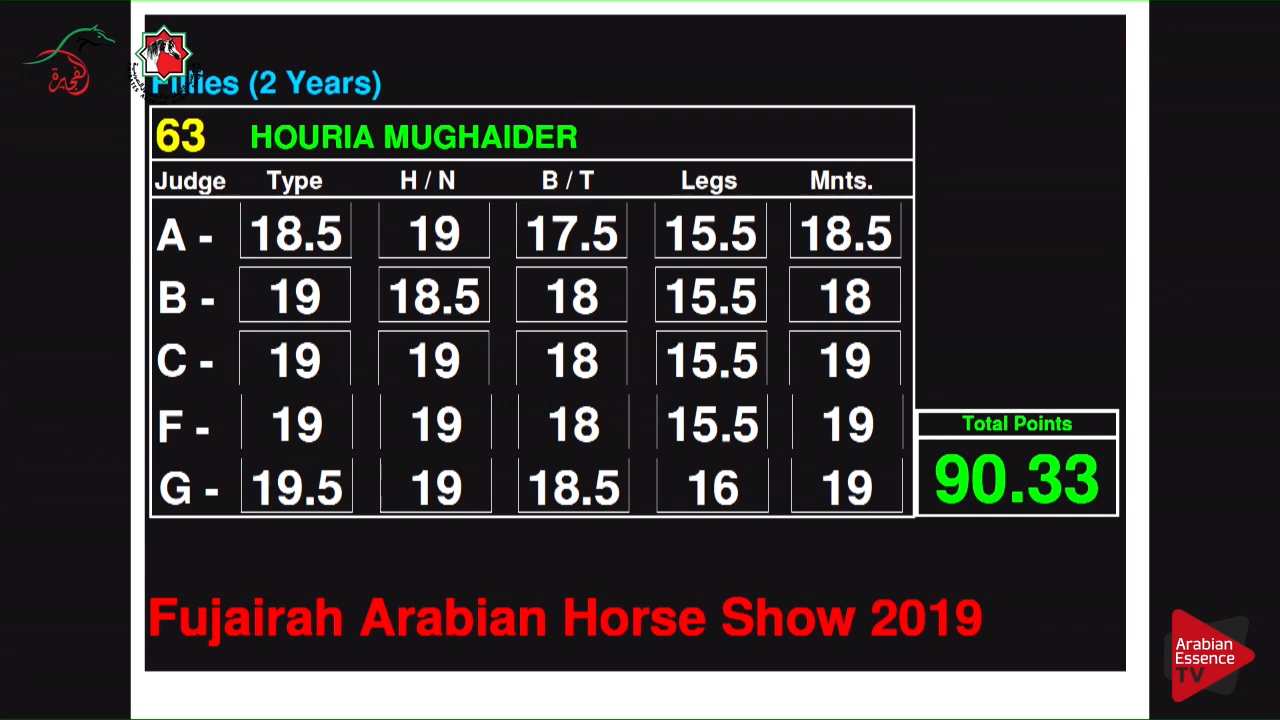 الفجيرة
Fillies (2 Years)
63 HOURIA MUGHAIDER
Judge Type H / N B / T Legs Mnts.
A - 18.5 19 17.5 15.5 18.5
B - 19 18.5 18 15.5 18
C - 19 19 18 15.5 19
F - 19 19 18 15.5 19
G - 19.5 19 18.5 16 19
Total Points
90.33
Fujairah Arabian Horse Show 2019
Arabian
Essence
TV